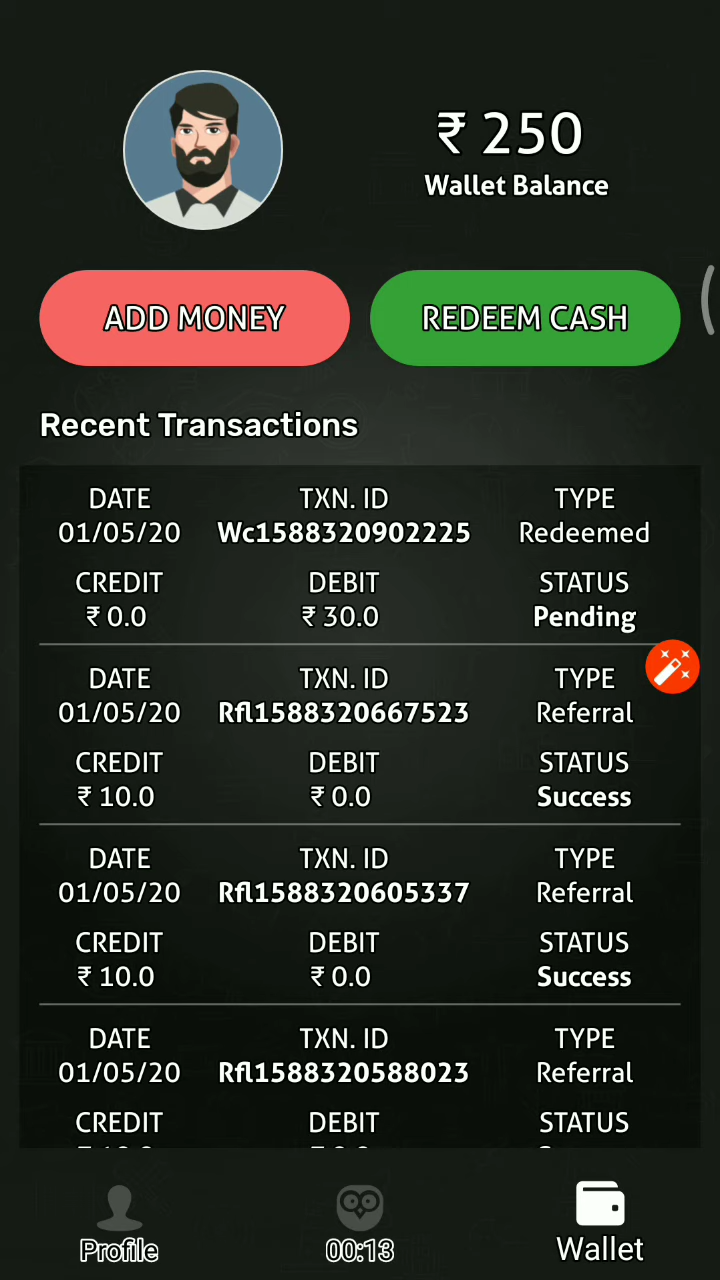 ₹ 250
Wallet Balance
ADD MONEY REDEEM CASH
Recent Transactions
DATE TXN. ID TYPE
01/05/20 Wc1588320902225 Redeemed
CREDIT DEBIT STATUS
₹ 0.0 ₹ 30.0 Pending
DATE TXN. ID TYPE
01/05/20 Rfl1588320667523 Referral
CREDIT DEBIT STATUS
₹ 10.0 ₹ 0.0 Success
DATE TXN. ID TYPE
01/05/20 Rfl1588320605337 Referral
CREDIT DEBIT STATUS
₹ 10.0 ₹ 0.0 Success
DATE TXN. ID TYPE
01/05/20 Rfl1588320588023 Referral
CREDIT DEBIT STATUS
Profile 00:13 Wallet